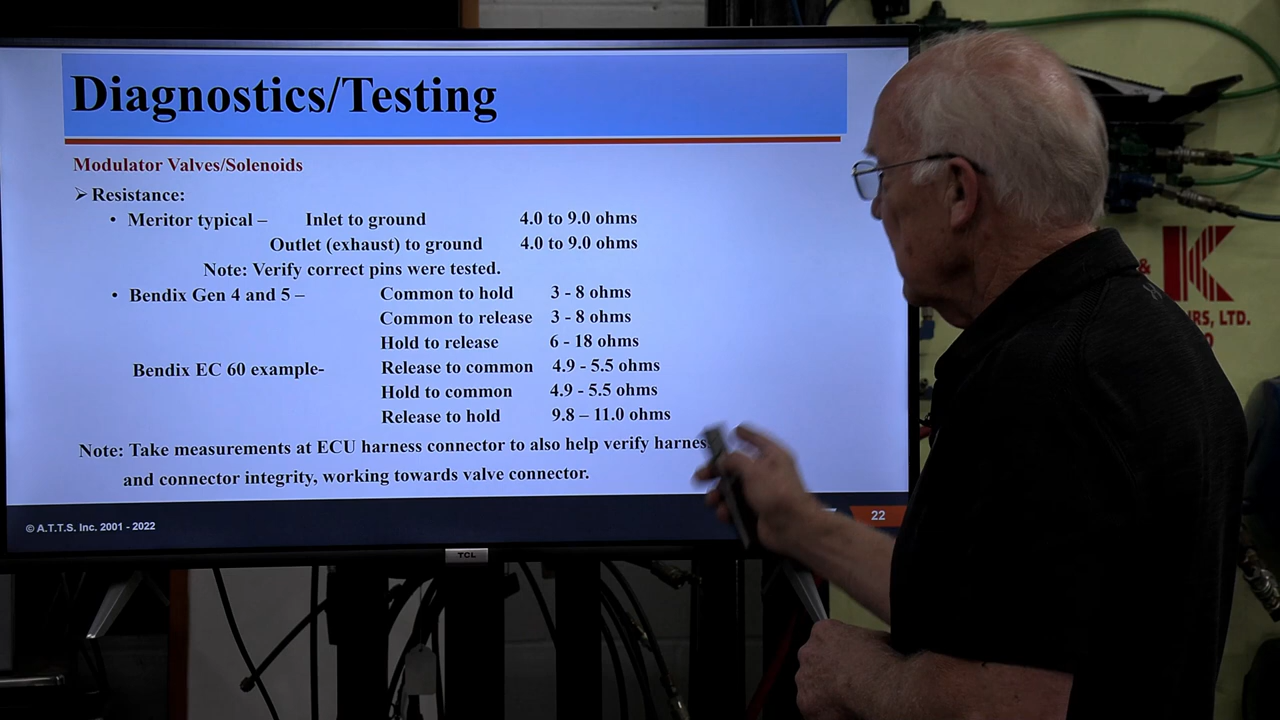 Diagnostics/Testing
Modulator Valves/Solenoids
➢ Resistance:
• Meritor typical – Inlet to ground 4.0 to 9.0 ohms
Outlet (exhaust) to ground 4.0 to 9.0 ohms
Note: Verify correct pins were tested.
• Bendix Gen 4 and 5 – Common to hold 3 - 8 ohms
Common to release 3 - 8 ohms
Hold to release 6 - 18 ohms
Bendix EC 60 example- Release to common 4.9 - 5.5 ohms
Hold to common 4.9 - 5.5 ohms
Release to hold 9.8 – 11.0 ohms
Note: Take measurements at ECU harness connector to also help verify harnes
and connector integrity, working towards valve connector.
© A.T.T.S. Inc. 2001 - 2022
22
TCL
& K
IRS, LTD.
O